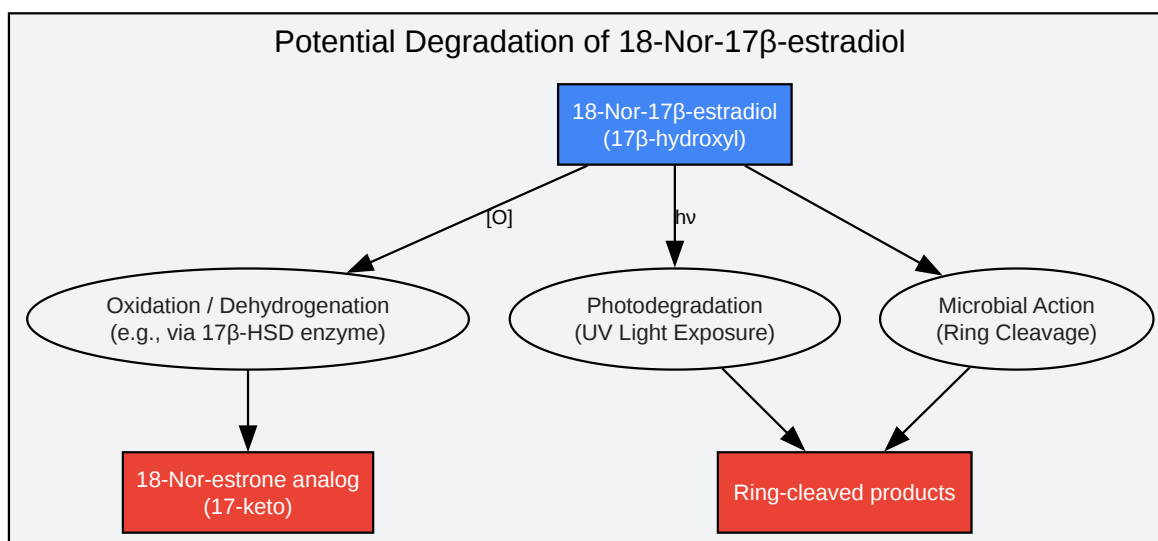 Potential Degradation of 18-Nor-17β-estradiol
18-Nor-17β-estradiol
(17β-hydroxyl)
[O]
hν
Oxidation / Dehydrogenation
(e.g., via 17β-HSD enzyme)
Photodegradation
(UV Light Exposure)
Microbial Action
(Ring Cleavage)
18-Nor-estrone analog
(17-keto)
Ring-cleaved products